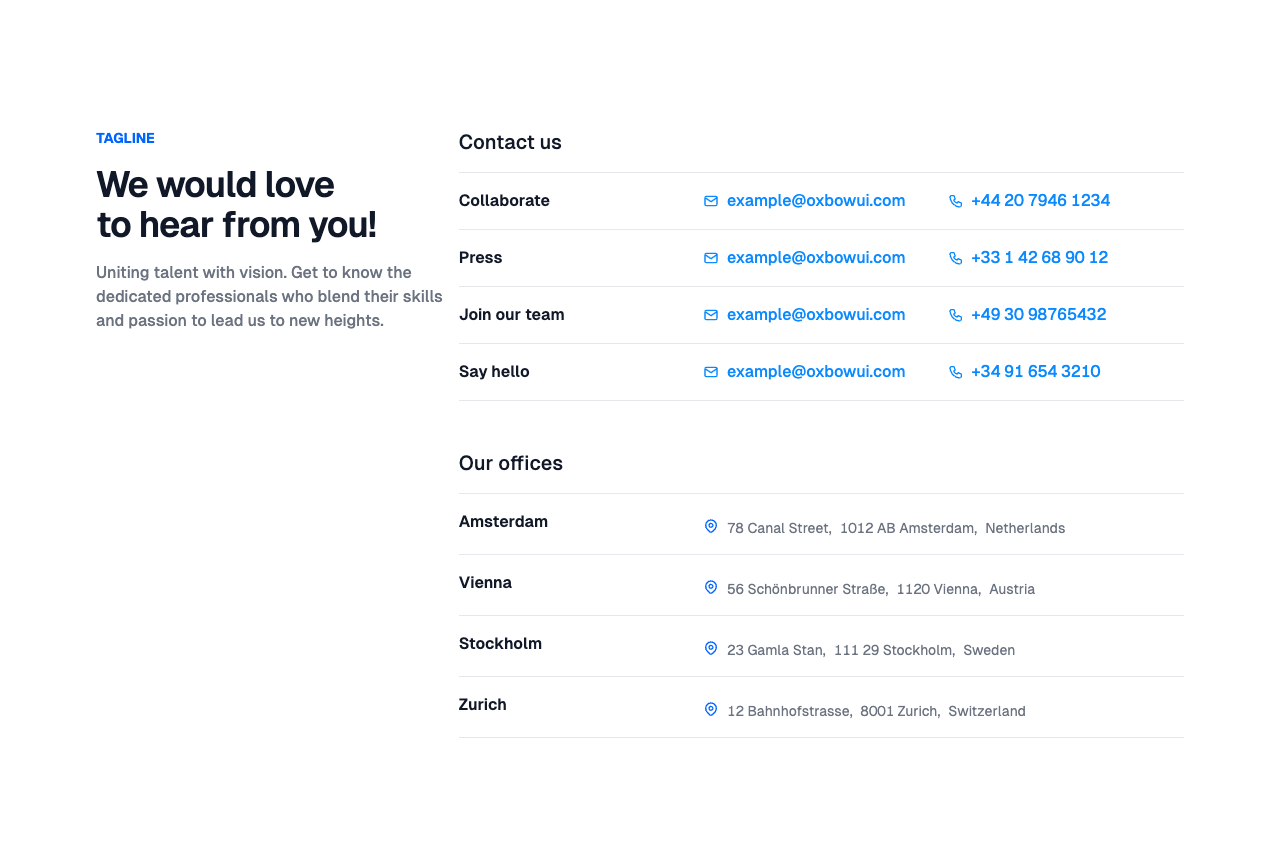 TAGLINE
We would love
to hear from you!
Uniting talent with vision. Get to know the
dedicated professionals who blend their skills
and passion to lead us to new heights.
Contact us
Collaborate example@oxbowui.com +44 20 7946 1234
Press example@oxbowui.com +33 1 42 68 90 12
Join our team example@oxbowui.com +49 30 98765432
Say hello example@oxbowui.com +34 91 654 3210
Our offices
Amsterdam 78 Canal Street, 1012 AB Amsterdam, Netherlands
Vienna 56 Schönbrunner Straße, 1120 Vienna, Austria
Stockholm 23 Gamla Stan, 111 29 Stockholm, Sweden
Zurich 12 Bahnhofstrasse, 8001 Zurich, Switzerland